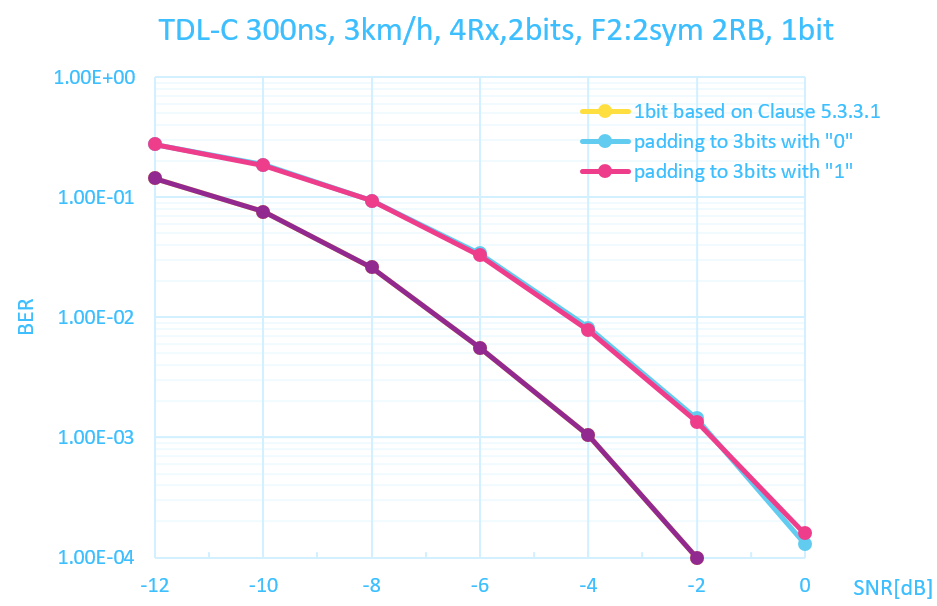 TDL-C 300ns, 3km/h, 4Rx,2bits, F2:2sym 2RB, 1bit
1.00E+00
1bit based on Clause 5.3.3.1
padding to 3bits with "0"
padding to 3bits with "1"
1.00E-01
BER
1.00E-02
1.00E-03
1.00E-04
-12 -10 -8 -6 -4 -2 0 SNR[dB]